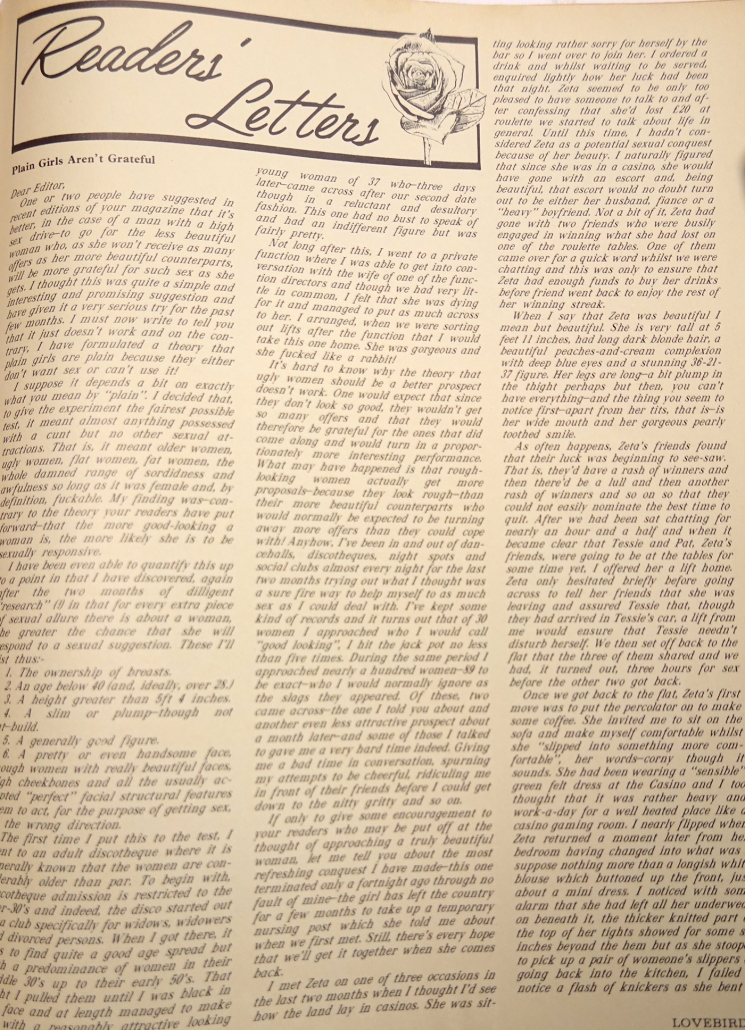 Readers'
Letters
Plain Girls Aren't Grateful
Dear Editor,
One or two people have suggested in
recent editions of your magazine that it's
better, in the case of a man with a high
sex drive—to go for the less beautiful
woman who, as she won't receive as many
offers as her more beautiful counterparts,
will be more grateful for such sex as she
gets. I thought this was quite a simple and
interesting and promising suggestion and
have given it a very serious try for the past
few months. I must now write to tell you
that it just doesn't work and on the con-
trary, I have formulated a theory that
plain girls are plain because they either
don't want sex or can't use it!
I suppose it depends a bit on exactly
what you mean by "plain". I decided that,
to give the experiment the fairest possible
test, it meant almost anything possessed
with a cunt but no other sexual at-
tractions. That is, it meant older women,
ugly women, flat women, fat women, the
whole damned range of sordidness and
awfulness so long as it was female and, by
definition, fuckable. My finding was—con-
trary to the theory your readers have put
forward—that the more good-looking a
woman is, the more likely she is to be
sexually responsive.
I have been even able to quantify this up
to a point in that I have discovered, again
after the two months of dilligent
"research" (!) in that for every extra piece
of sexual allure there is about a woman,
the greater the chance that she will
respond to a sexual suggestion. These I'll
list thus:-
1. The ownership of breasts.
2. An age below 40 (and, ideally, over 25.)
3. A height greater than 5ft 4 inches.
4. A slim or plump—though not
build.
5. A generally good figure.
6. A pretty or even handsome face,
though women with really beautiful faces,
high cheekbones and all the usually ac-
cepted "perfect" facial structural features
seem to act, for the purpose of getting sex,
the wrong direction.
The first time I put this to the test, I
went to an adult discotheque where it is
generally known that the women are con-
siderably older than par. To begin with,
discotheque admission is restricted to the
over-30's and indeed, the disco started out
a club specifically for widows, widowers
and divorced persons. When I got there, it
was to find quite a good age spread but
with a predominance of women in their
middle 30's up to their early 50's. That
night I pulled them until I was black in
face and at length managed to make
with a reasonably attractive looking
young woman of 37 who—three days
later—came across after our second date
though in a reluctant and desultory
fashion. This one had no bust to speak of
and had an indifferent figure but was
fairly pretty.
Not long after this, I went to a private
function where I was able to get into con-
versation with the wife of one of the func-
tion directors and though we had very lit-
tle in common, I felt that she was dying
for it and managed to put as much across
to her. I arranged, when we were sorting
out lifts after the function that I would
take this one home. She was gorgeous and
she fucked like a rabbit!
It's hard to know why the theory that
ugly women should be a better prospect
doesn't work. One would expect that since
they don't look so good, they wouldn't get
so many offers and that they would
therefore be grateful for the ones that did
come along and would turn in a propor-
tionately more interesting performance.
What may have happened is that rough-
looking women actually get more
proposals—because they look rough—than
their more beautiful counterparts who
would normally be expected to be turning
away more offers than they could cope
with! Anyhow, I've been in and out of dan-
cehalls, discotheques, night spots and
social clubs almost every night for the last
two months trying out what I thought was
a sure fire way to help myself to as much
sex as I could deal with. I've kept some
kind of records and it turns out that of 30
women I approached who I would call
"good looking", I hit the jack pot no less
than five times. During the same period I
approached nearly a hundred women—89 to
be exact—who I would normally ignore as
the slags they appeared. Of these, two
came across—the one I told you about and
another even less attractive prospect about
a month later—and some of those I talked
to gave me a very hard time indeed. Giving
me a bad time in conversation, spurning
my attempts to be cheerful, ridiculing me
in front of their friends before I could get
down to the nitty gritty and so on.
If only to give some encouragement to
your readers who may be put off at the
thought of approaching a truly beautiful
woman, let me tell you about the most
refreshing conquest I have made—this one
terminated only a fortnight ago through no
fault of mine—the girl has left the country
for a few months to take up a temporary
nursing post which she told me about
when we first met. Still, there's every hope
that we'll get it together when she comes
back.
I met Zeta on one of three occasions in
the last two months when I thought I'd see
how the land lay in casinos. She was sit-
ting looking rather sorry for herself by the
bar so I went over to join her. I ordered a
drink and whilst waiting to be served,
enquired lightly how her luck had been
that night. Zeta seemed to be only too
pleased to have someone to talk to and af-
ter confessing that she'd lost £20 at
roulette we started to talk about life in
general. Until this time, I hadn't con-
sidered Zeta as a potential sexual conquest
because of her beauty. I naturally figured
that since she was in a casino, she would
have gone with an escort and, being
beautiful, that escort would no doubt turn
out to be either her husband, fiance or a
"heavy" boyfriend. Not a bit of it, Zeta had
gone with two friends who were busily
engaged in winning what she had lost on
one of the roulette tables. One of them
came over for a quick word whilst we were
chatting and this was only to ensure that
Zeta had enough funds to buy her drinks
before friend went back to enjoy the rest of
her winning streak.
When I say that Zeta was beautiful I
mean but beautiful. She is very tall at 5
feet 11 inches, had long dark blonde hair, a
beautiful peaches-and-cream complexion
with deep blue eyes and a stunning 36-21-
37 figure. Her legs are long—a bit plump in
the thight perhaps but then, you can't
have everything—and the thing you seem to
notice first—apart from her tits, that is—is
her wide mouth and her gorgeous pearly
toothed smile.
As often happens, Zeta's friends found
that their luck was beginning to see-saw.
That is, they'd have a rash of winners and
then there'd be a lull and then another
rash of winners and so on so that they
could not easily nominate the best time to
quit. After we had been sat chatting for
nearly an hour and a half and when it
became clear that Tessie and Pat, Zeta's
friends, were going to be at the tables for
some time yet, I offered her a lift home.
Zeta only hesitated briefly before going
across to tell her friends that she was
leaving and assured Tessie that, though
they had arrived in Tessie's car, a lift from
me would ensure that Tessie needn't
disturb herself. We then set off back to the
flat that the three of them shared and we
had, it turned out, three hours for sex
before the other two got back.
Once we got back to the flat, Zeta's first
move was to put the percolator on to make
some coffee. She invited me to sit on the
sofa and make myself comfortable whilst
she "slipped into something more com-
fortable", her words—corny though it
sounds. She had been wearing a "sensible"
green felt dress at the Casino and I too
thought that it was rather heavy and
work-a-day for a well heated place like a
casino gaming room. I nearly flipped when
Zeta returned a moment later from her
bedroom having changed into what was I
suppose nothing more than a longish white
blouse which buttoned up the front, just
about a mini dress. I noticed with some
alarm that she had left all her underwear
on beneath it, the thicker knitted part of
the top of her tights showed for some six
inches beyond the hem but as she stooped
to pick up a pair of womeone's slippers
going back into the kitchen, I failed
notice a flash of knickers as she bent
LOVEBIRD